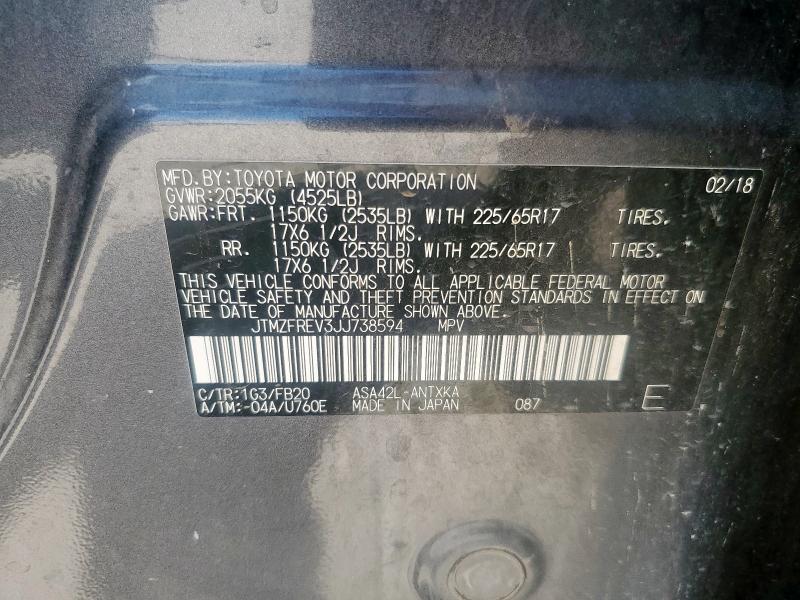 MFD.BY:TOYOTA MOTOR CORPORATION 02/18
GVWR:2055KG (4525LB)
GAWR:FRT. 1150KG (2535LB) WITH 225/65R17 TIRES.
17X6 1/2J RIMS.
RR. 1150KG (2535LB) WITH 225/65R17 TIRES.
17X6 1/2J RIMS.
THIS VEHICLE CONFORMS TO ALL APPLICABLE FEDERAL MOTOR
VEHICLE SAFETY AND THEFT PREVENTION STANDARDS IN EFFECT ON
THE DATE OF MANUFACTURE SHOWN ABOVE.
JTMZFREV3JJ738594 MPV
C/TR:1G3/FB20 ASA42L-ANTXKA
A/TM:-04A/U760E MADE IN JAPAN 087 E